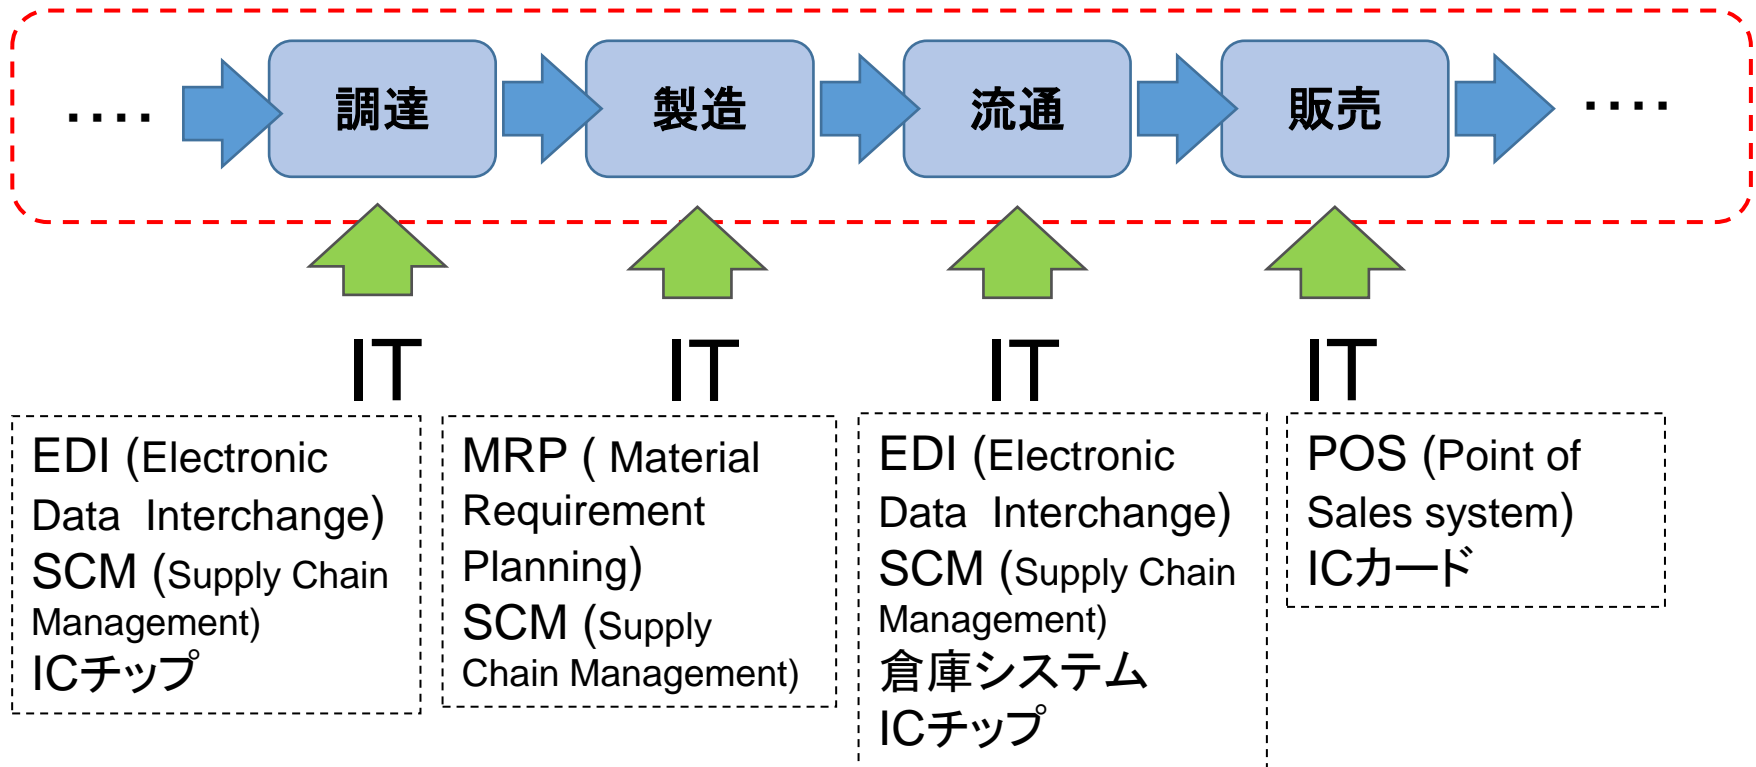 ････
調達
製造
流通
販売
････
IT
IT
IT
IT
EDI (Electronic
Data Interchange)
SCM (Supply Chain
Management)
ICチップ
MRP ( Material
Requirement
Planning)
SCM (Supply
Chain Management)
EDI (Electronic
Data Interchange)
SCM (Supply Chain
Management)
倉庫システム
ICチップ
POS (Point of
Sales system)
ICカード